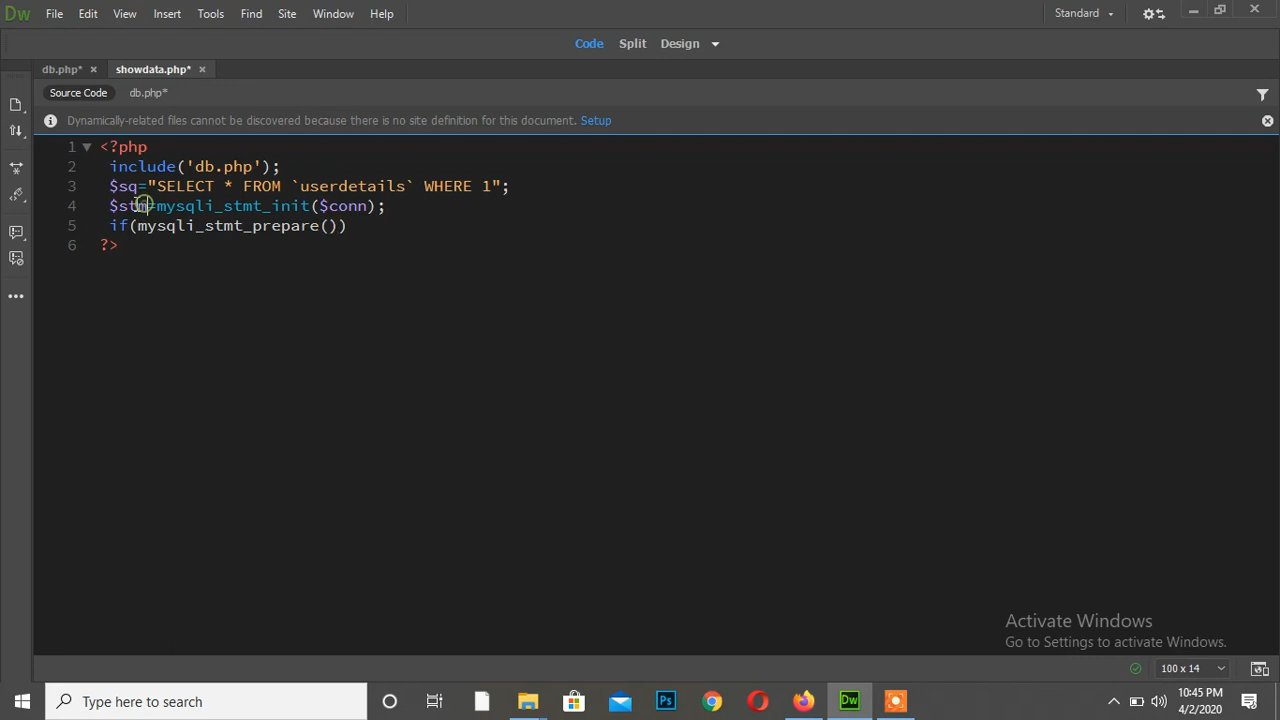 Dw File Edit View Insert Tools Find Site Window Help Standard
Code Split Design
db.php* × showdata.php* ×
Source Code db.php*
Dynamically-related files cannot be discovered because there is no site definition for this document. Setup
1 <?php
2 include('db.php');
3 $sq="SELECT * FROM `userdetails` WHERE 1";
4 $stm=mysqli_stmt_init($conn);
5 if(mysqli_stmt_prepare())
6 ?>
Activate Windows
Go to Settings to activate Windows.
100 x 14
Type here to search
Ps Dw
10:45 PM
4/2/2020